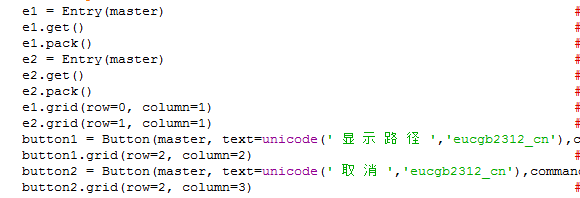 e1 = Entry(master) #
e1.get() #
e1.pack() #
e2 = Entry(master) #
e2.get() #
e2.pack() #
e1.grid(row=0, column=1) #
e2.grid(row=1, column=1) #
button1 = Button(master, text=unicode(' 显 示 路 径 ','eucgb2312_cn'),c
button1.grid(row=2, column=2) #
button2 = Button(master, text=unicode(' 取 消 ','eucgb2312_cn'),comman
button2.grid(row=2, column=3) #